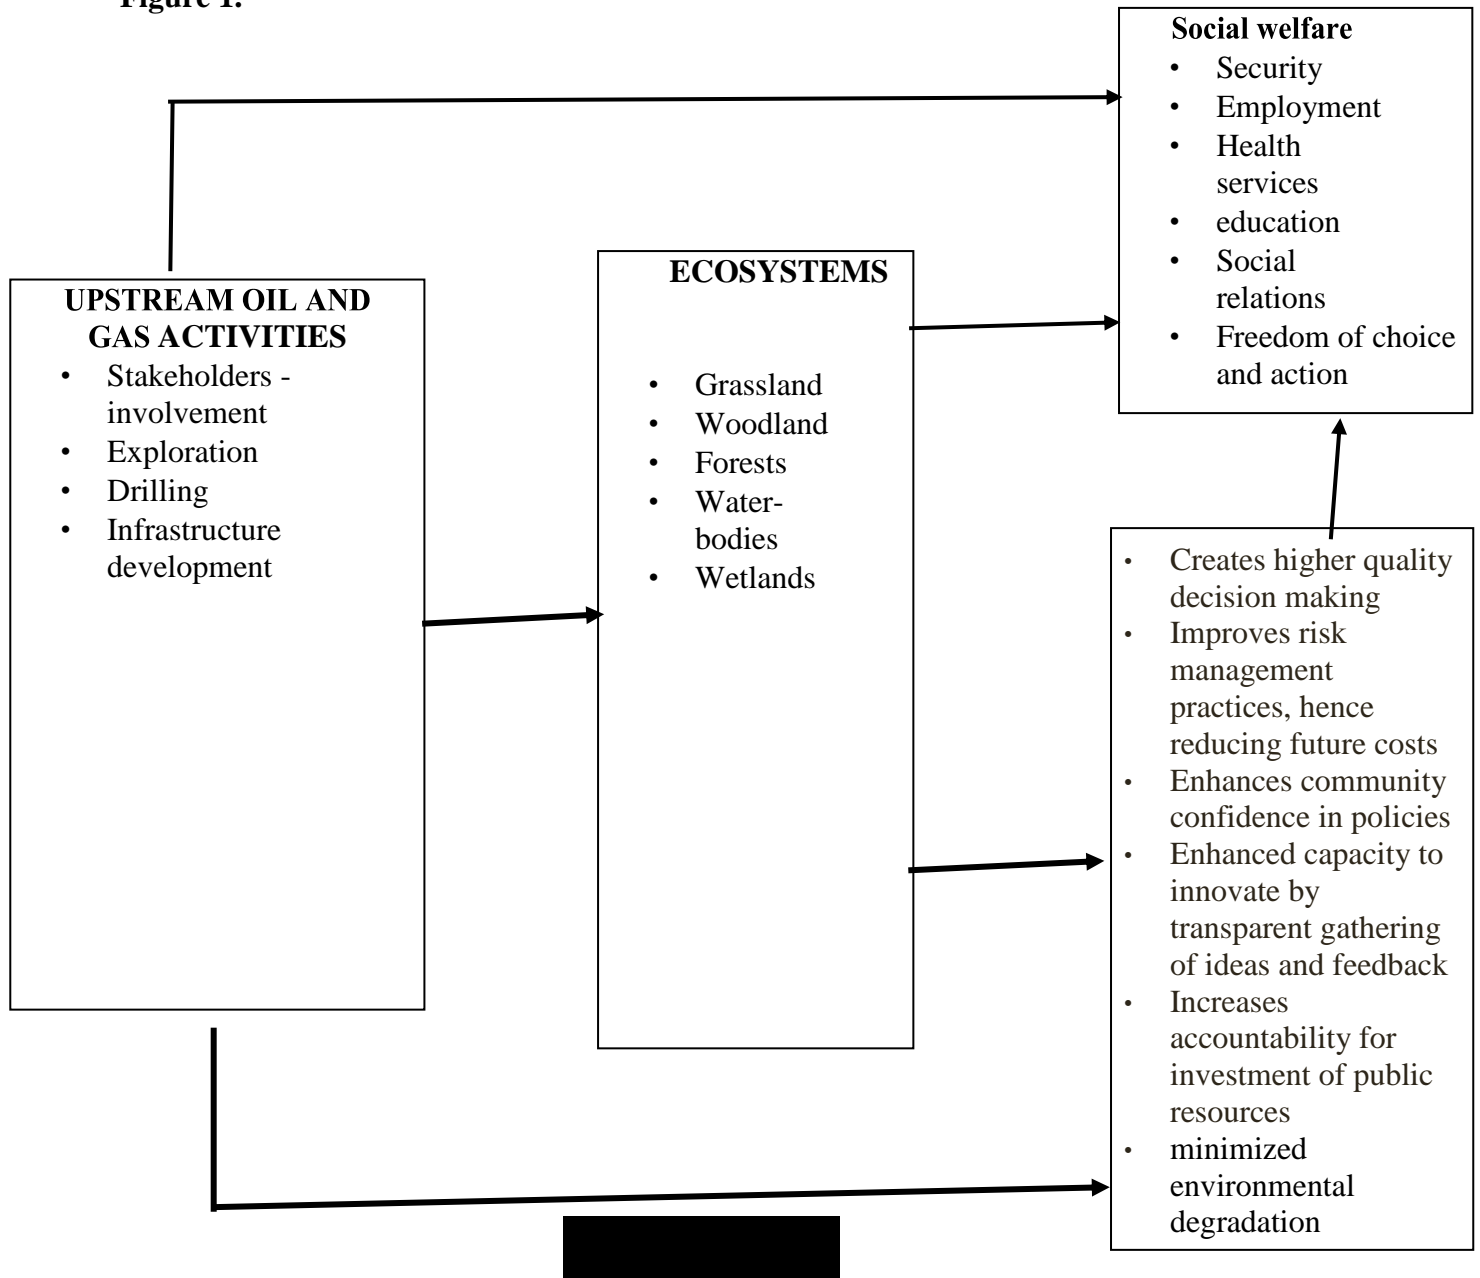 Figure 1.
Social welfare
• Security
• Employment
• Health
services
• education
• Social
relations
• Freedom of choice
and action
UPSTREAM OIL AND
GAS ACTIVITIES
• Stakeholders -
involvement
• Exploration
• Drilling
• Infrastructure
development
ECOSYSTEMS
• Grassland
• Woodland
• Forests
• Water-
bodies
• Wetlands
• Creates higher quality
decision making
• Improves risk
management
practices, hence
reducing future costs
• Enhances community
confidence in policies
• Enhanced capacity to
innovate by
transparent gathering
of ideas and feedback
• Increases
accountability for
investment of public
resources
• minimized
environmental
degradation